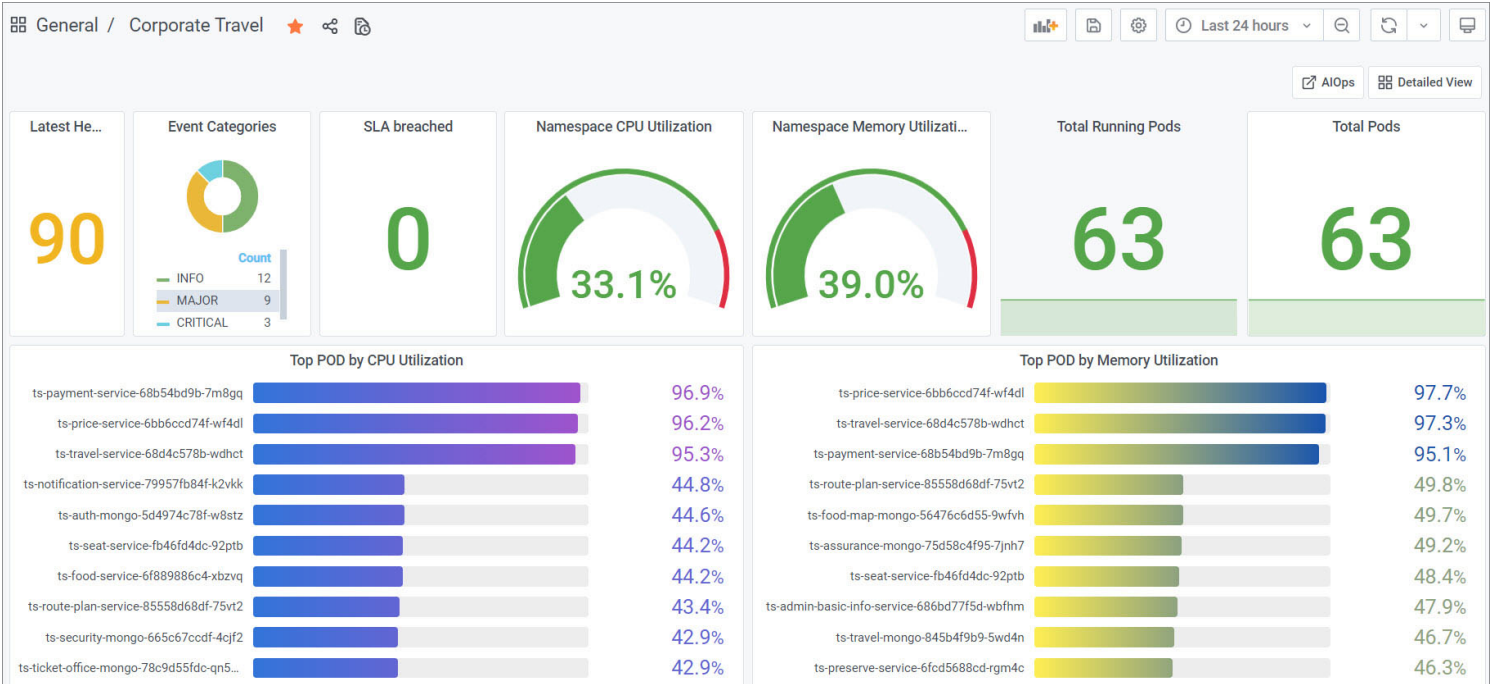 General / Corporate Travel
Last 24 hours
AIOps
Detailed View
Latest He...
90
Event Categories
Count
INFO 12
MAJOR 9
CRITICAL 3
SLA breached
0
Namespace CPU Utilization
33.1%
Namespace Memory Utilizati...
39.0%
Total Running Pods
63
Total Pods
63
Top POD by CPU Utilization
ts-payment-service-68b54bd9b-7m8gq 96.9%
ts-price-service-6bb6ccd74f-wf4dl 96.2%
ts-travel-service-68d4c578b-wdhct 95.3%
ts-notification-service-79957fb84f-k2vkk 44.8%
ts-auth-mongo-5d4974c78f-w8stz 44.6%
ts-seat-service-fb46fd4dc-92ptb 44.2%
ts-food-service-6f889886c4-xbzvq 44.2%
ts-route-plan-service-85558d68df-75vt2 43.4%
ts-security-mongo-665c67ccdf-4cjf2 42.9%
ts-ticket-office-mongo-78c9d55fdc-qn5... 42.9%
Top POD by Memory Utilization
ts-price-service-6bb6ccd74f-wf4dl 97.7%
ts-travel-service-68d4c578b-wdhct 97.3%
ts-payment-service-68b54bd9b-7m8gq 95.1%
ts-route-plan-service-85558d68df-75vt2 49.8%
ts-food-map-mongo-56476c6d55-9wfvh 49.7%
ts-assurance-mongo-75d58c4f95-7jnh7 49.2%
ts-seat-service-fb46fd4dc-92ptb 48.4%
ts-admin-basic-info-service-686bd77f5d-wbfhm 47.9%
ts-travel-mongo-845b4f9b9-5wd4n 46.7%
ts-preserve-service-6fcd5688cd-rgm4c 46.3%